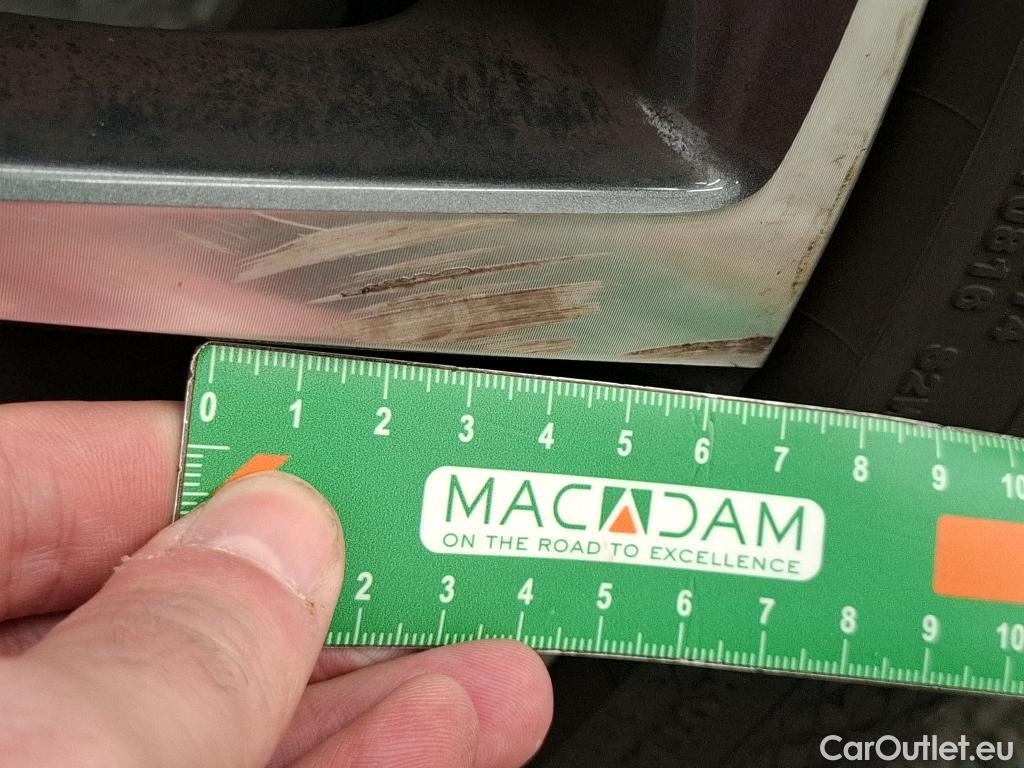 0 1 2 3 4 5 6 7 8 9 10
MACADAM
ON THE ROAD TO EXCELLENCE
2 3 4 5 6 7 8 9 10
10816
CarOutlet.eu